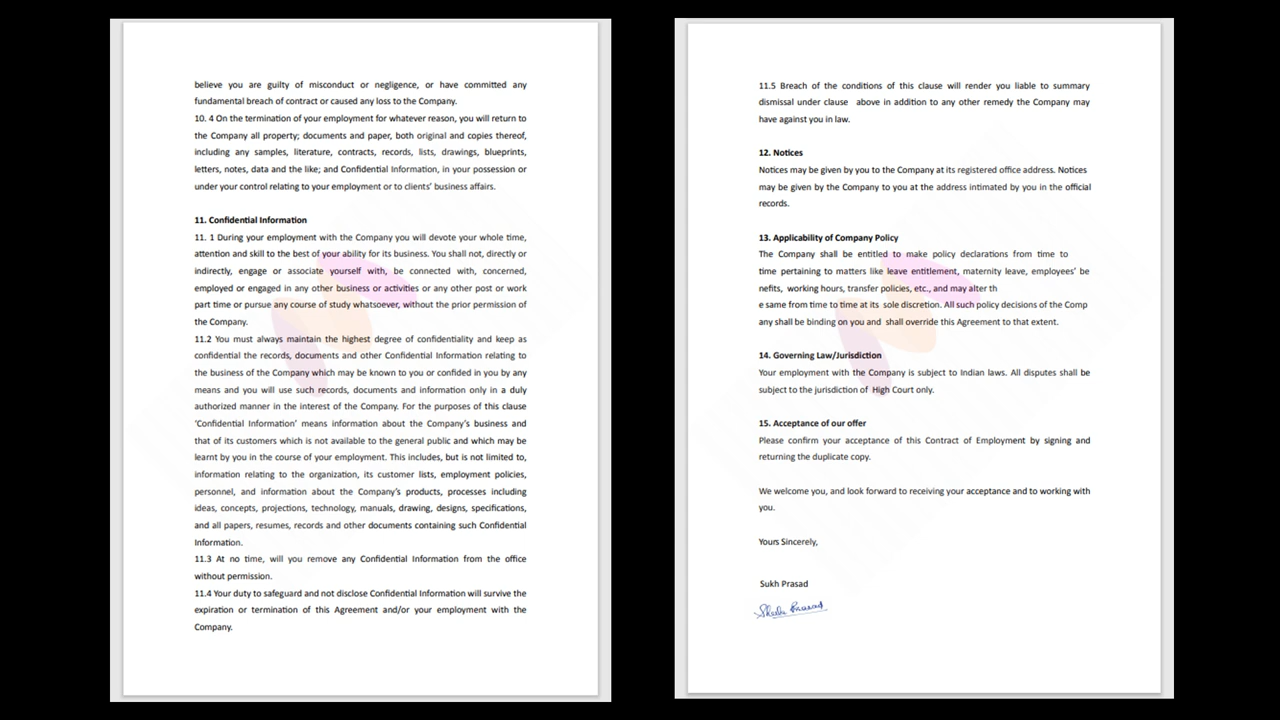 believe you are guilty of misconduct or negligence, or have committed any
fundamental breach of contract or caused any loss to the Company.
10. 4 On the termination of your employment for whatever reason, you will return to
the Company all property; documents and paper, both original and copies thereof,
including any samples, literature, contracts, records, lists, drawings, blueprints,
letters, notes, data and the like; and Confidential Information, in your possession or
under your control relating to your employment or to clients' business affairs.
11. Confidential Information
11. 1 During your employment with the Company you will devote your whole time,
attention and skill to the best of your ability for its business. You shall not, directly or
indirectly, engage or associate yourself with, be connected with, concerned,
employed or engaged in any other business or activities or any other post or work
part time or pursue any course of study whatsoever, without the prior permission of
the Company.
11.2 You must always maintain the highest degree of confidentiality and keep as
confidential the records, documents and other Confidential Information relating to
the business of the Company which may be known to you or confided in you by any
means and you will use such records, documents and information only in a duly
authorized manner in the interest of the Company. For the purposes of this clause
'Confidential Information' means information about the Company's business and
that of its customers which is not available to the general public and which may be
learnt by you in the course of your employment. This includes, but is not limited to,
information relating to the organization, its customer lists, employment policies,
personnel, and information about the Company's products, processes including
ideas, concepts, projections, technology, manuals, drawing, designs, specifications,
and all papers, resumes, records and other documents containing such Confidential
Information.
11.3 At no time, will you remove any Confidential Information from the office
without permission.
11.4 Your duty to safeguard and not disclose Confidential Information will survive the
expiration or termination of this Agreement and/or your employment with the
Company.
11.5 Breach of the conditions of this clause will render you liable to summary
dismissal under clause above in addition to any other remedy the Company may
have against you in law.
12. Notices
Notices may be given by you to the Company at its registered office address. Notices
may be given by the Company to you at the address intimated by you in the official
records.
13. Applicability of Company Policy
The Company shall be entitled to make policy declarations from time to
time pertaining to matters like leave entitlement, maternity leave, employees' be
nefits, working hours, transfer policies, etc., and may alter th
e same from time to time at its sole discretion. All such policy decisions of the Comp
any shall be binding on you and shall override this Agreement to that extent.
14. Governing Law/Jurisdiction
Your employment with the Company is subject to Indian laws. All disputes shall be
subject to the jurisdiction of High Court only.
15. Acceptance of our offer
Please confirm your acceptance of this Contract of Employment by signing and
returning the duplicate copy.
We welcome you, and look forward to receiving your acceptance and to working with
you.
Yours Sincerely,
Sukh Prasad